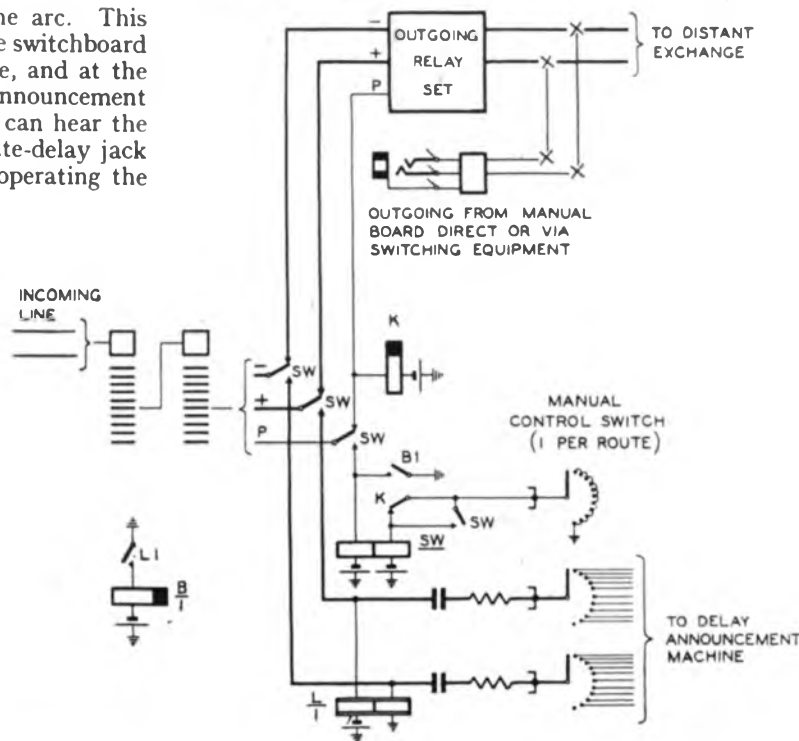 he arc. This
e switchboard
e, and at the
nnouncement
can hear the
ute-delay jack
operating the
−
+
P
OUTGOING
RELAY
SET
TO DISTANT
EXCHANGE
OUTGOING FROM MANUAL
BOARD DIRECT OR VIA
SWITCHING EQUIPMENT
INCOMING
LINE
K
− SW
+ SW
P SW
MANUAL
CONTROL SWITCH
(1 PER ROUTE)
B1
K
SW
SW
L1
B
1
TO DELAY
ANNOUNCEMENT
MACHINE
L
1